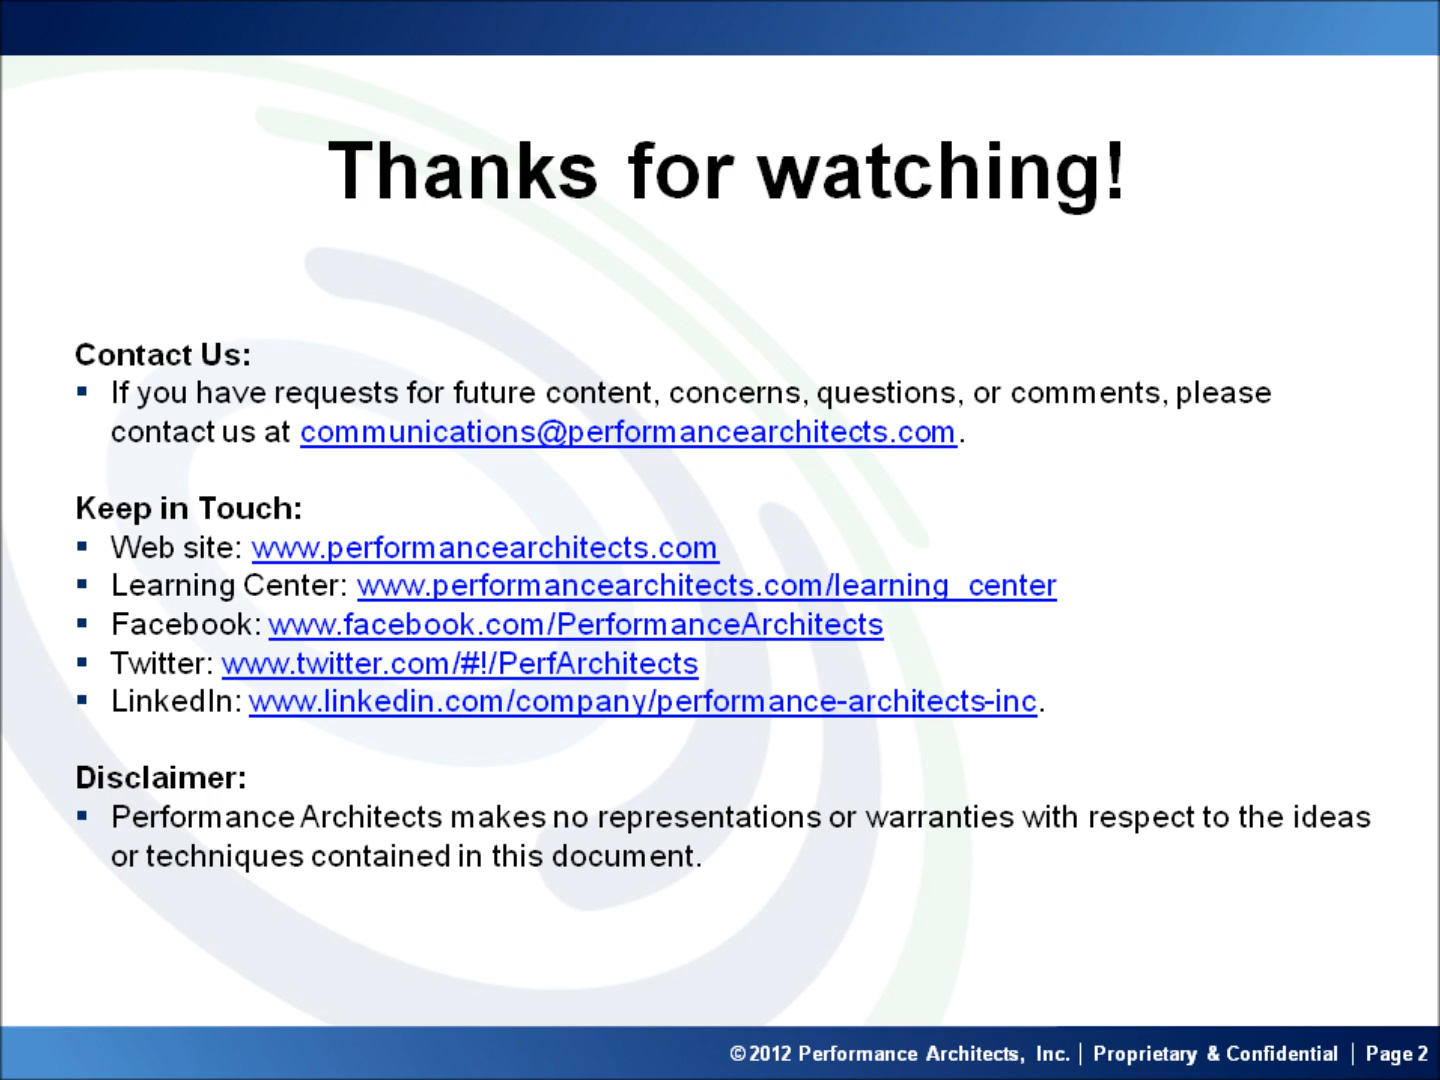 Thanks for watching!
Contact Us:
▪ If you have requests for future content, concerns, questions, or comments, please
contact us at communications@performancearchitects.com.
Keep in Touch:
▪ Web site: www.performancearchitects.com
▪ Learning Center: www.performancearchitects.com/learning_center
▪ Facebook: www.facebook.com/PerformanceArchitects
▪ Twitter: www.twitter.com/#!/PerfArchitects
▪ LinkedIn: www.linkedin.com/company/performance-architects-inc.
Disclaimer:
▪ Performance Architects makes no representations or warranties with respect to the ideas
or techniques contained in this document.
© 2012 Performance Architects, Inc. | Proprietary & Confidential | Page 2